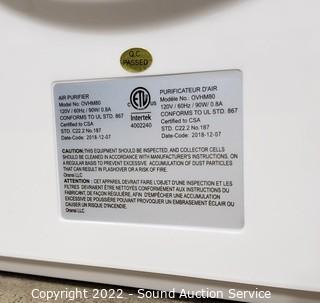 Q.C.
PASSED
AIR PURIFIER
Model No: OVHM80
120V / 60Hz / 90W/ 0.8A
CONFORMS TO UL STD. 867
Certified to CSA
STD. C22.2 No.187
Date-Code: 2018-12-07
ETL
C US
Intertek
4002240
PURIFICATEUR D'AIR
Modèle No.: OVHM80
120V / 60Hz / 90W/ 0.8A
CONFORMS TO UL STD. 867
Certified to CSA
STD. C22.2 No.187
Date-Code: 2018-12-07
CAUTION:THIS EQUIPMENT SHOULD BE INSPECTED, AND COLLECTOR CELLS
SHOULD BE CLEANED IN ACCORDANCE WITH MANUFACTURER'S INSTRUCTIONS, ON
A REGULAR BASIS TO PREVENT EXCESSIVE ACCUMULATION OF DUST PARTICLES
THAT CAN RESULT IN FLASHOVER OR A RISK OF FIRE.
Oransi LLC
ATTENTION : CET APPAREIL DEVRAIT FAIRE L'OBJET D'UNE INSPECTION ET LES
FILTRES DEVRAIENT ÊTRE NETTOYÉS CONFORMÉMENT AUX INSTRUCTIONS DU
FABRICANT, DE FAÇON RÉGULIÈRE, AFIN D'EMPÊCHER UNE ACCUMULATION
EXCESSIVE DE POUSSIÈRE POUVANT PROVOQUER UN EMBRASEMENT ÉCLAIR OU
CAUSER UN RISQUE D'INCENDIE.
Oransi LLC
Copyright 2022 - Sound Auction Service